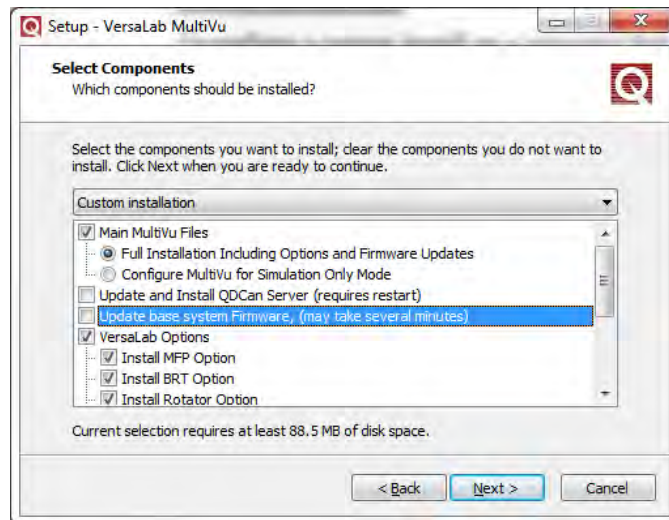 Setup - VersaLab MultiVu
Select Components
Which components should be installed?
Select the components you want to install; clear the components you do not want to
install. Click Next when you are ready to continue.
Custom installation
Main MultiVu Files
Full Installation Including Options and Firmware Updates
Configure MultiVu for Simulation Only Mode
Update and Install QDCan Server (requires restart)
Update base system Firmware, (may take several minutes)
VersaLab Options
Install MFP Option
Install BRT Option
Install Rotator Option
Current selection requires at least 88.5 MB of disk space.
< Back Next > Cancel